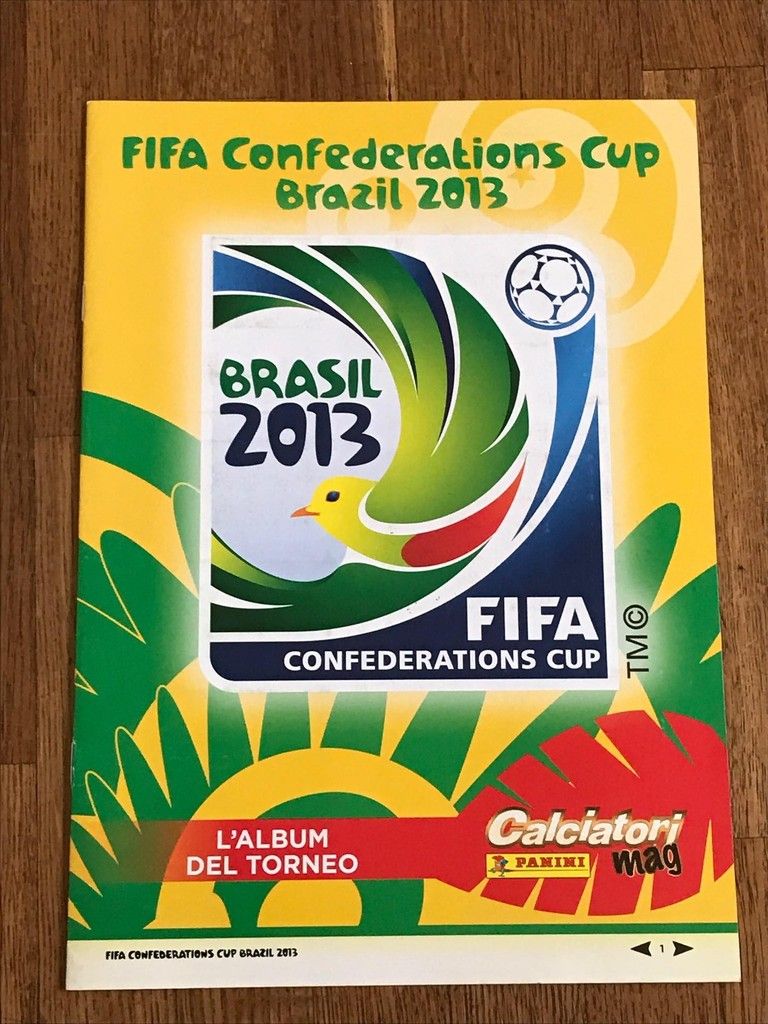 FIFA Confederations Cup
Brazil 2013
BRASIL
2013
FIFA
CONFEDERATIONS CUP
TM©
L'ALBUM
DEL TORNEO
Calciatori
PANINI
mag
FIFA CONFEDERATIONS CUP BRAZIL 2013
1